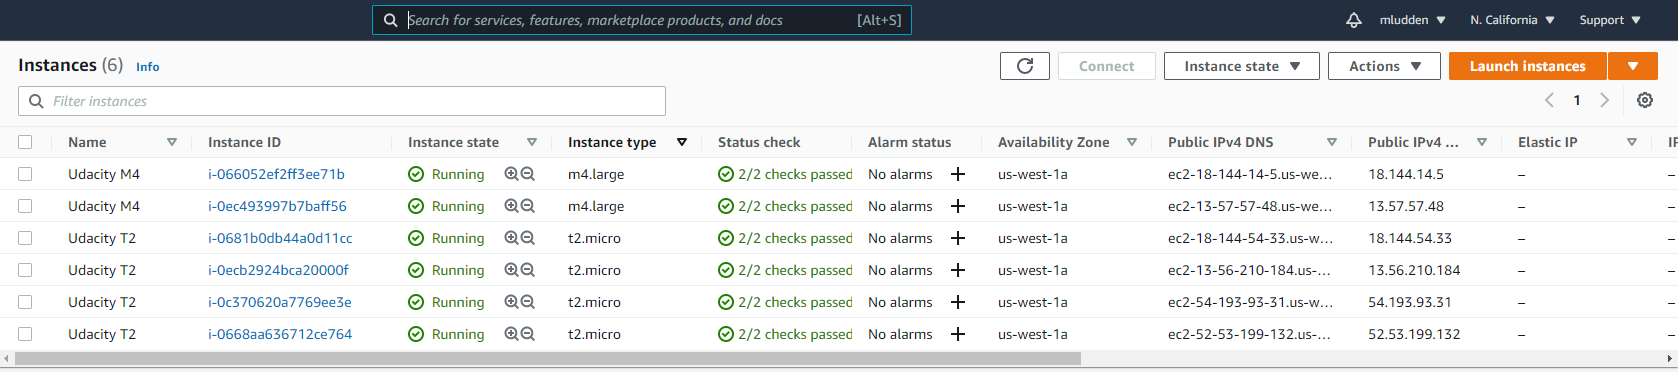 Search for services, features, marketplace products, and docs [Alt+S] mludden N. California Support
Instances (6) Info Connect Instance state Actions Launch instances
Filter instances 1
Name Instance ID Instance state Instance type Status check Alarm status Availability Zone Public IPv4 DNS Public IPv4 ... Elastic IP IP
Udacity M4 i-066052ef2ff3ee71b Running m4.large 2/2 checks passed No alarms us-west-1a ec2-18-144-14-5.us-we... 18.144.14.5 –
Udacity M4 i-0ec493997b7baff56 Running m4.large 2/2 checks passed No alarms us-west-1a ec2-13-57-57-48.us-we... 13.57.57.48 –
Udacity T2 i-0681b0db44a0d11cc Running t2.micro 2/2 checks passed No alarms us-west-1a ec2-18-144-54-33.us-w... 18.144.54.33 –
Udacity T2 i-0ecb2924bca20000f Running t2.micro 2/2 checks passed No alarms us-west-1a ec2-13-56-210-184.us-... 13.56.210.184 –
Udacity T2 i-0c370620a7769ee3e Running t2.micro 2/2 checks passed No alarms us-west-1a ec2-54-193-93-31.us-w... 54.193.93.31 –
Udacity T2 i-0668aa636712ce764 Running t2.micro 2/2 checks passed No alarms us-west-1a ec2-52-53-199-132.us-... 52.53.199.132 –